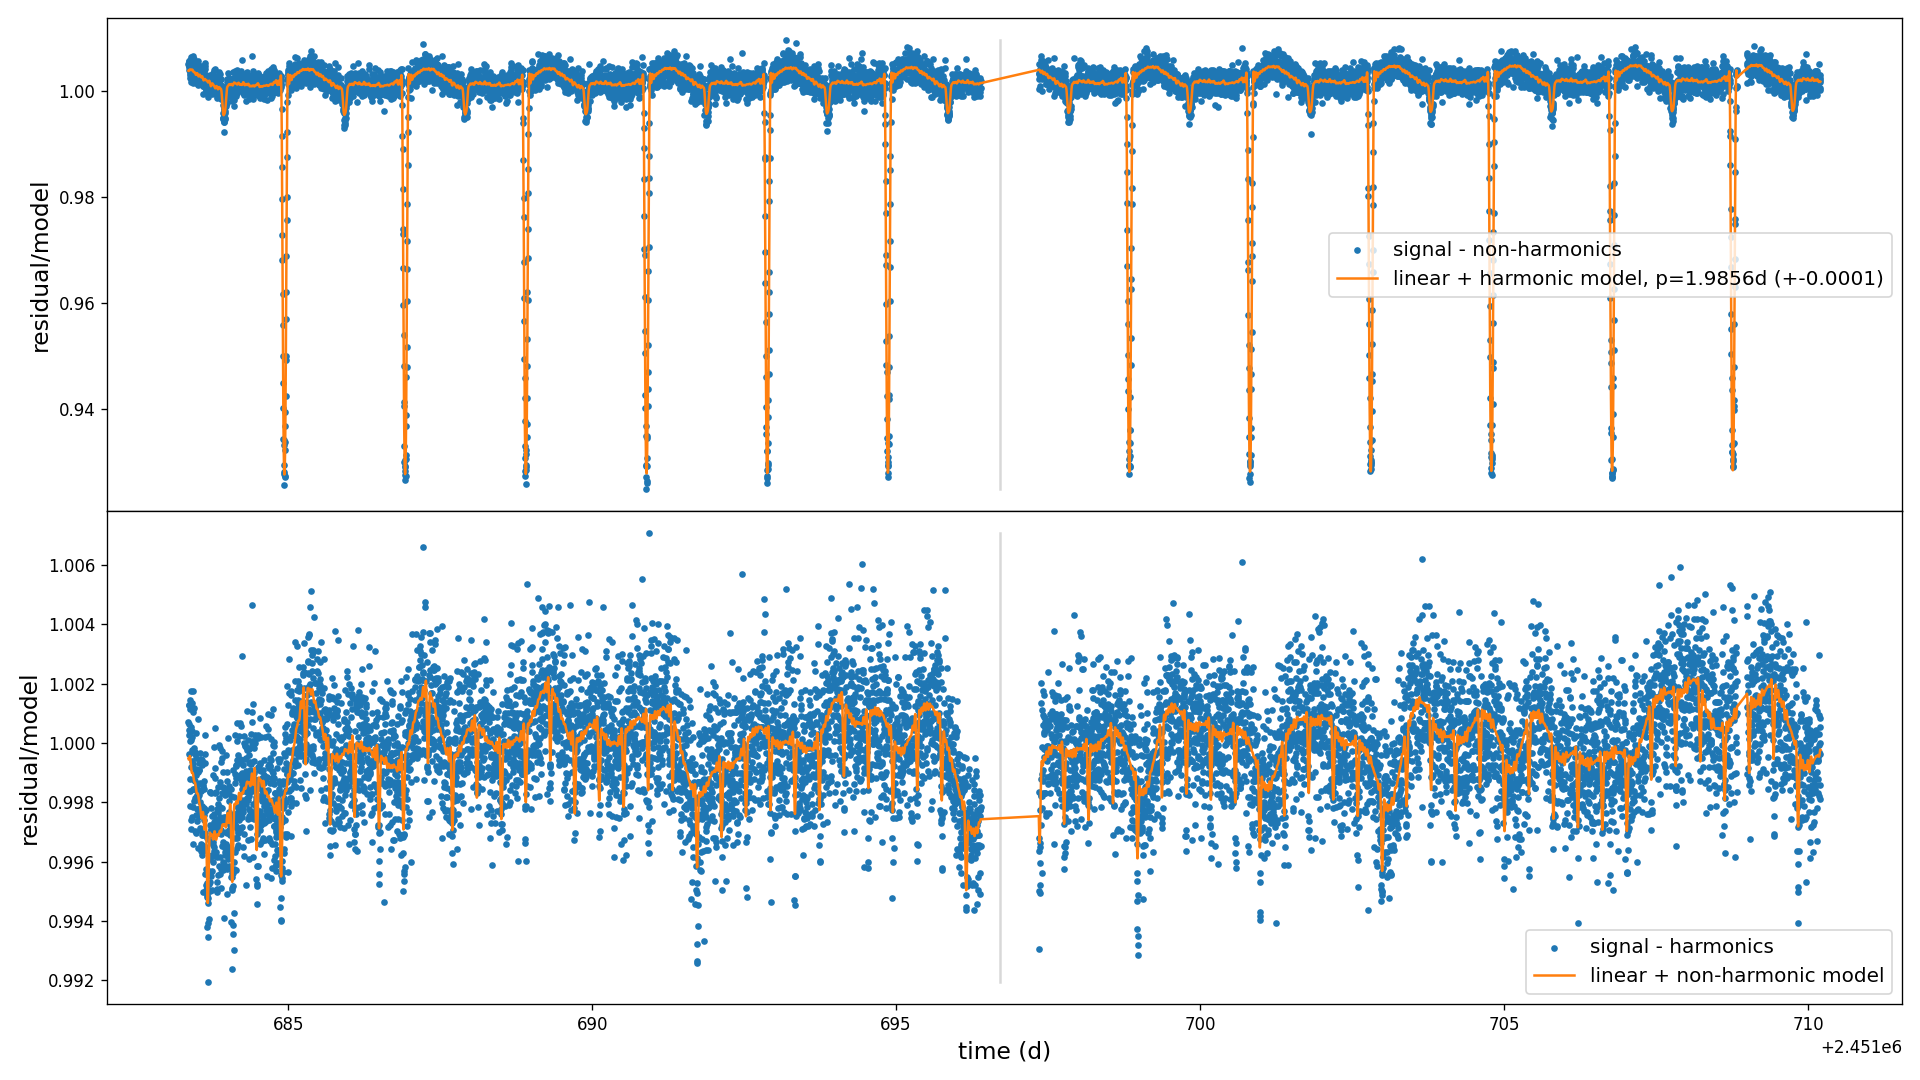 residual/model
1.00
0.98
0.96
0.94
signal - non-harmonics
linear + harmonic model, p=1.9856d (+-0.0001)
residual/model
1.006
1.004
1.002
1.000
0.998
0.996
0.994
0.992
signal - harmonics
linear + non-harmonic model
685
690
695
700
705
710
time (d)
+2.451e6